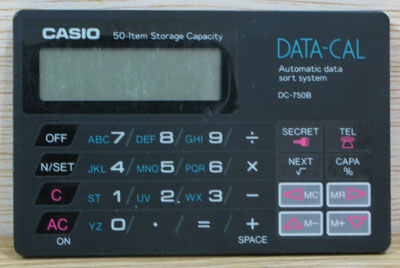 CASIO 50-Item Storage Capacity
DATA-CAL
Automatic data
sort system
DC-750B
OFF ABC 7 DEF 8 GHI 9 ÷ SECRET TEL
N/SET JKL 4 MNO 5 PQR 6 × NEXT √ CAPA %
C ST 1 UV 2 WX 3 − MC MR
AC YZ 0 · = + M− M+
ON SPACE